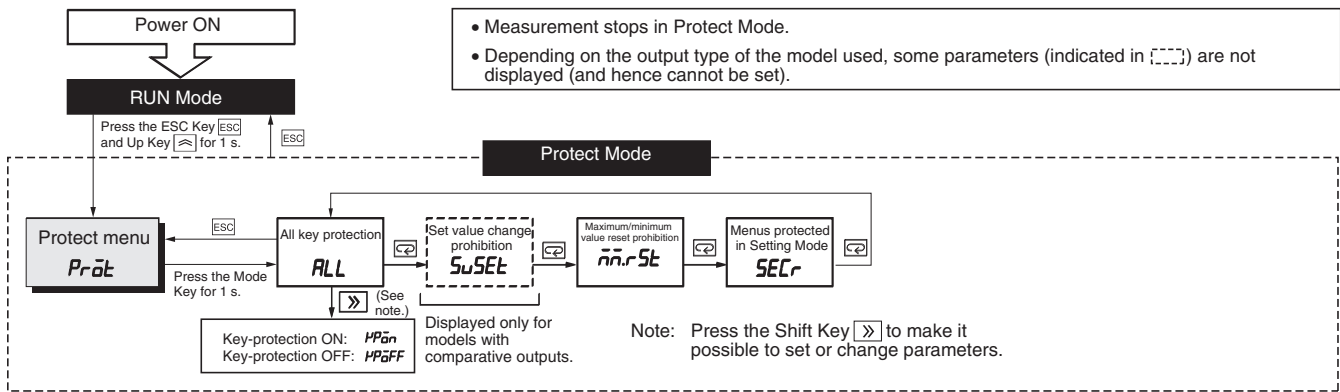 Power ON
RUN Mode
Press the ESC Key ESC
and Up Key for 1 s.
ESC
• Measurement stops in Protect Mode.
• Depending on the output type of the model used, some parameters (indicated in ) are not
displayed (and hence cannot be set).
Protect Mode
Protect menu
Prot
ESC
Press the Mode
Key for 1 s.
All key protection
ALL
Set value change
prohibition
SvSEt
Maximum/minimum
value reset prohibition
mm.rSt
Menus protected
in Setting Mode
SECr
(See
note.)
Key-protection ON: KPon
Key-protection OFF: KPoFF
Displayed only for
models with
comparative outputs.
Note: Press the Shift Key to make it
possible to set or change parameters.